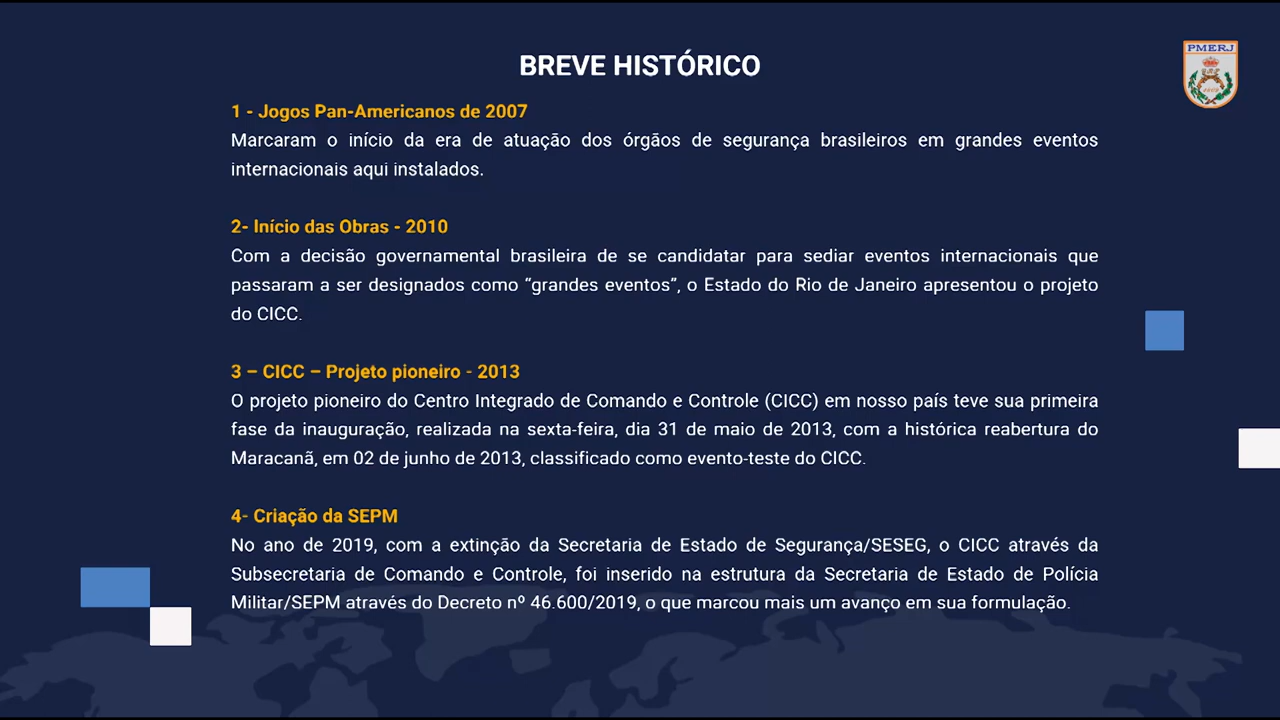 BREVE HISTÓRICO
PMERJ
1 - Jogos Pan-Americanos de 2007
Marcaram o início da era de atuação dos órgãos de segurança brasileiros em grandes eventos
internacionais aqui instalados.
2- Início das Obras - 2010
Com a decisão governamental brasileira de se candidatar para sediar eventos internacionais que
passaram a ser designados como “grandes eventos”, o Estado do Rio de Janeiro apresentou o projeto
do CICC.
3 – CICC – Projeto pioneiro - 2013
O projeto pioneiro do Centro Integrado de Comando e Controle (CICC) em nosso país teve sua primeira
fase da inauguração, realizada na sexta-feira, dia 31 de maio de 2013, com a histórica reabertura do
Maracanã, em 02 de junho de 2013, classificado como evento-teste do CICC.
4- Criação da SEPM
No ano de 2019, com a extinção da Secretaria de Estado de Segurança/SESEG, o CICC através da
Subsecretaria de Comando e Controle, foi inserido na estrutura da Secretaria de Estado de Polícia
Militar/SEPM através do Decreto nº 46.600/2019, o que marcou mais um avanço em sua formulação.